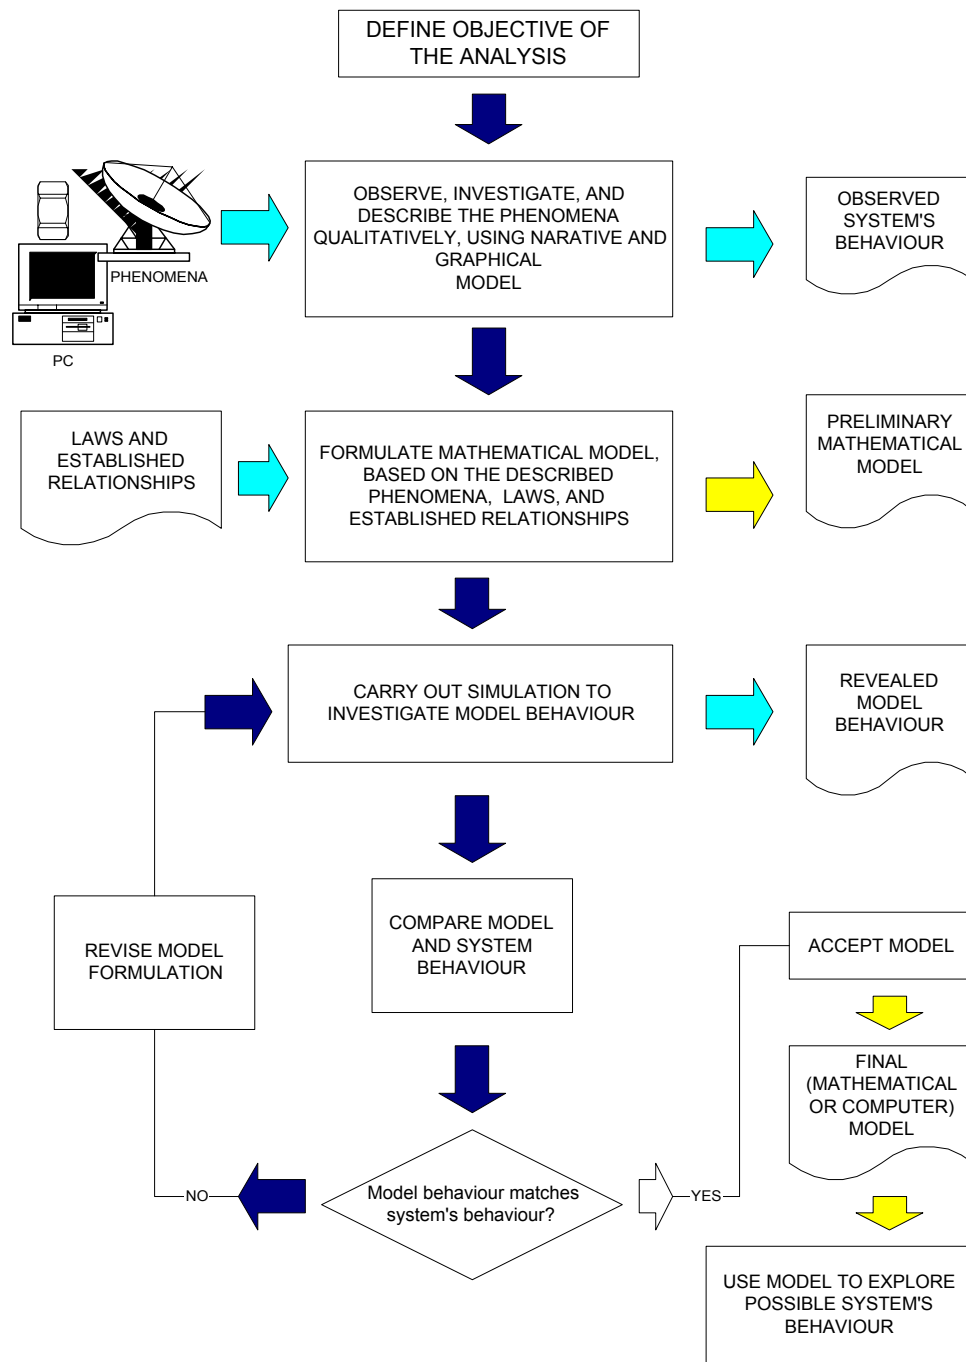 DEFINE OBJECTIVE OF
THE ANALYSIS
OBSERVE, INVESTIGATE, AND
DESCRIBE THE PHENOMENA
QUALITATIVELY, USING NARATIVE AND
GRAPHICAL
MODEL
OBSERVED
SYSTEM'S
BEHAVIOUR
PHENOMENA
PC
LAWS AND
ESTABLISHED
RELATIONSHIPS
FORMULATE MATHEMATICAL MODEL,
BASED ON THE DESCRIBED
PHENOMENA, LAWS, AND
ESTABLISHED RELATIONSHIPS
PRELIMINARY
MATHEMATICAL
MODEL
CARRY OUT SIMULATION TO
INVESTIGATE MODEL BEHAVIOUR
REVEALED
MODEL
BEHAVIOUR
REVISE MODEL
FORMULATION
COMPARE MODEL
AND SYSTEM
BEHAVIOUR
ACCEPT MODEL
FINAL
(MATHEMATICAL
OR COMPUTER)
MODEL
NO
Model behaviour matches
system's behaviour?
YES
USE MODEL TO EXPLORE
POSSIBLE SYSTEM'S
BEHAVIOUR